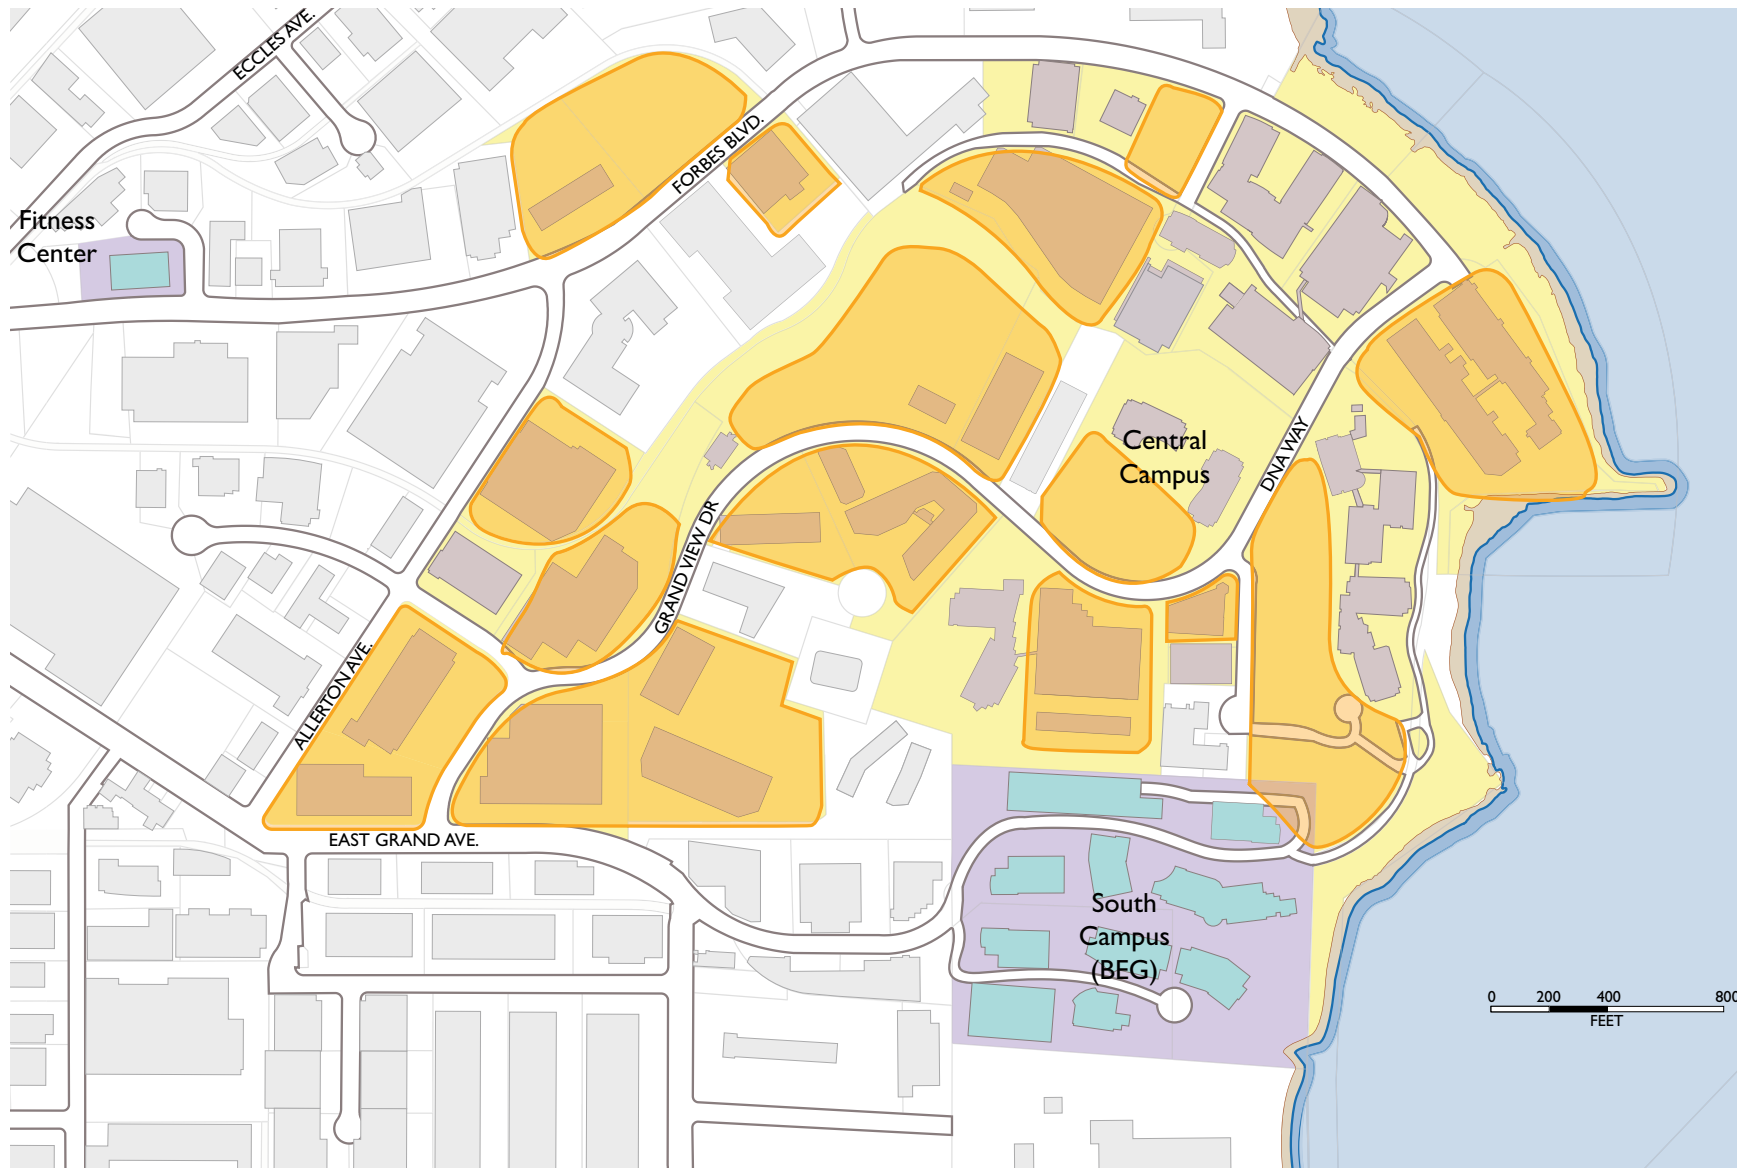 ECCLES AVE.
FORBES BLVD.
Fitness
Center
Central
Campus
DNA WAY
GRAND VIEW DR
ALLERTON AVE.
EAST GRAND AVE.
South
Campus
(BEG)
0 200 400 800
FEET